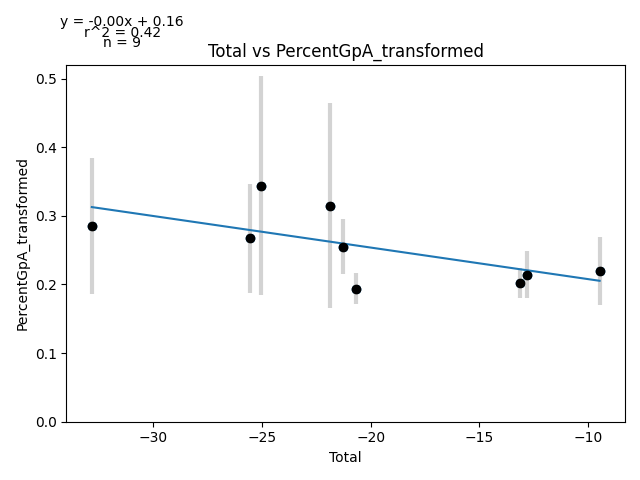 y = -0.00x + 0.16
r^2 = 0.42
n = 9
Total vs PercentGpA_transformed
PercentGpA_transformed
0.5
0.4
0.3
0.2
0.1
0.0
−30
−25
−20
−15
−10
Total